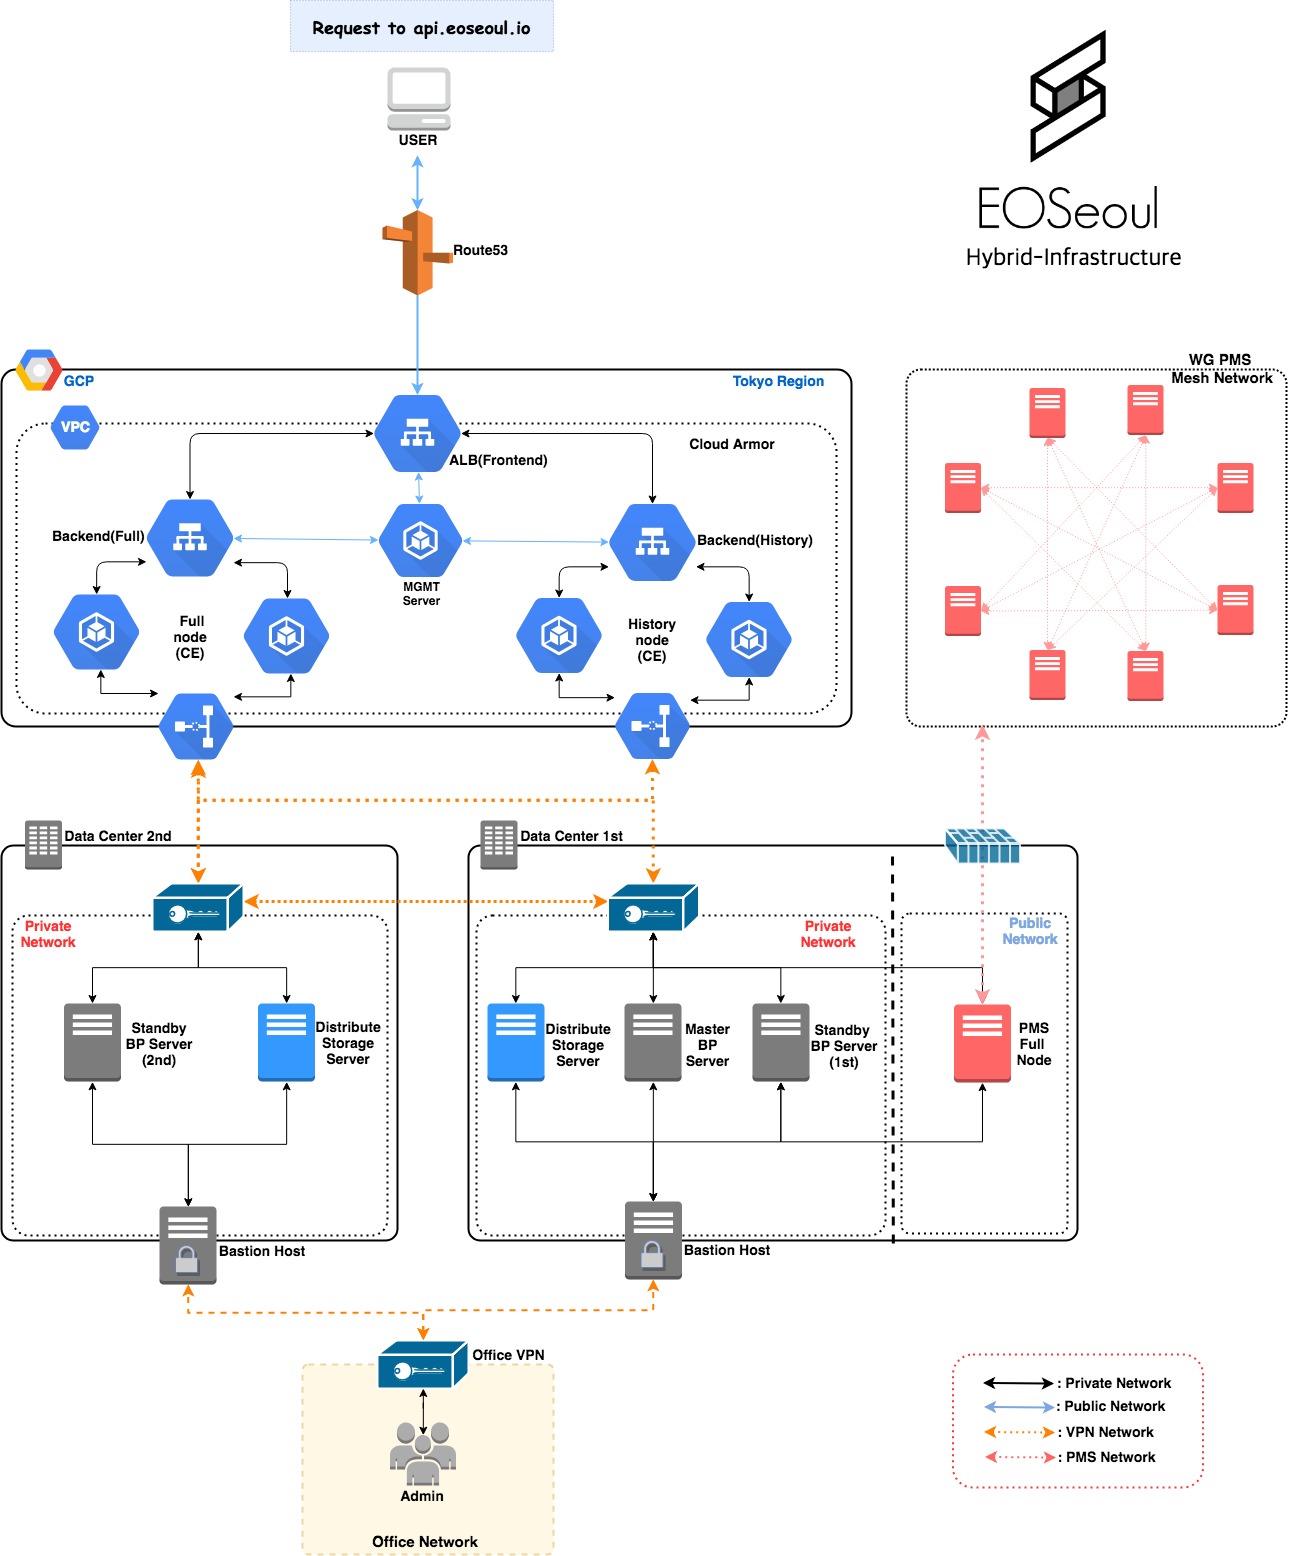 Request to api.eoseoul.io
USER
Route53
EOSeoul
Hybrid-Infrastructure
GCP
Tokyo Region
VPC
Cloud Armor
ALB(Frontend)
Backend(Full)
MGMT
Server
Backend(History)
Full
node
(CE)
History
node
(CE)
WG PMS
Mesh Network
Data Center 2nd
Private
Network
Standby
BP Server
(2nd)
Distribute
Storage
Server
Bastion Host
Data Center 1st
Private
Network
Public
Network
Distribute
Storage
Server
Master
BP
Server
Standby
BP Server
(1st)
PMS
Full
Node
Bastion Host
Office VPN
Admin
Office Network
: Private Network
: Public Network
: VPN Network
: PMS Network